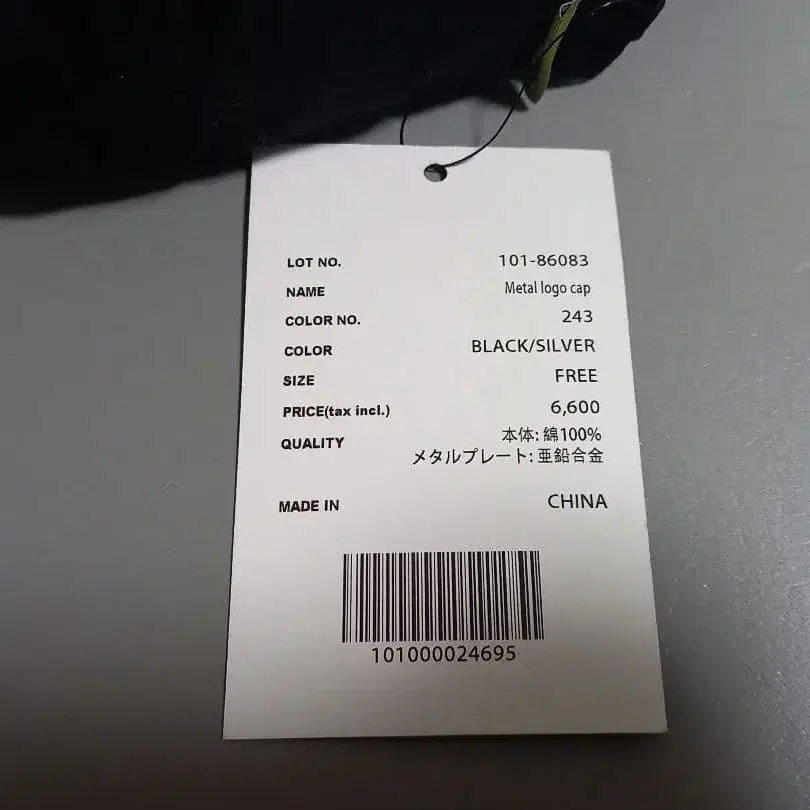 LOT NO. 101-86083
NAME Metal logo cap
COLOR NO. 243
COLOR BLACK/SILVER
SIZE FREE
PRICE(tax incl.) 6,600
QUALITY 本体: 綿100%
メタルプレート: 亜鉛合金
MADE IN CHINA
101000024695